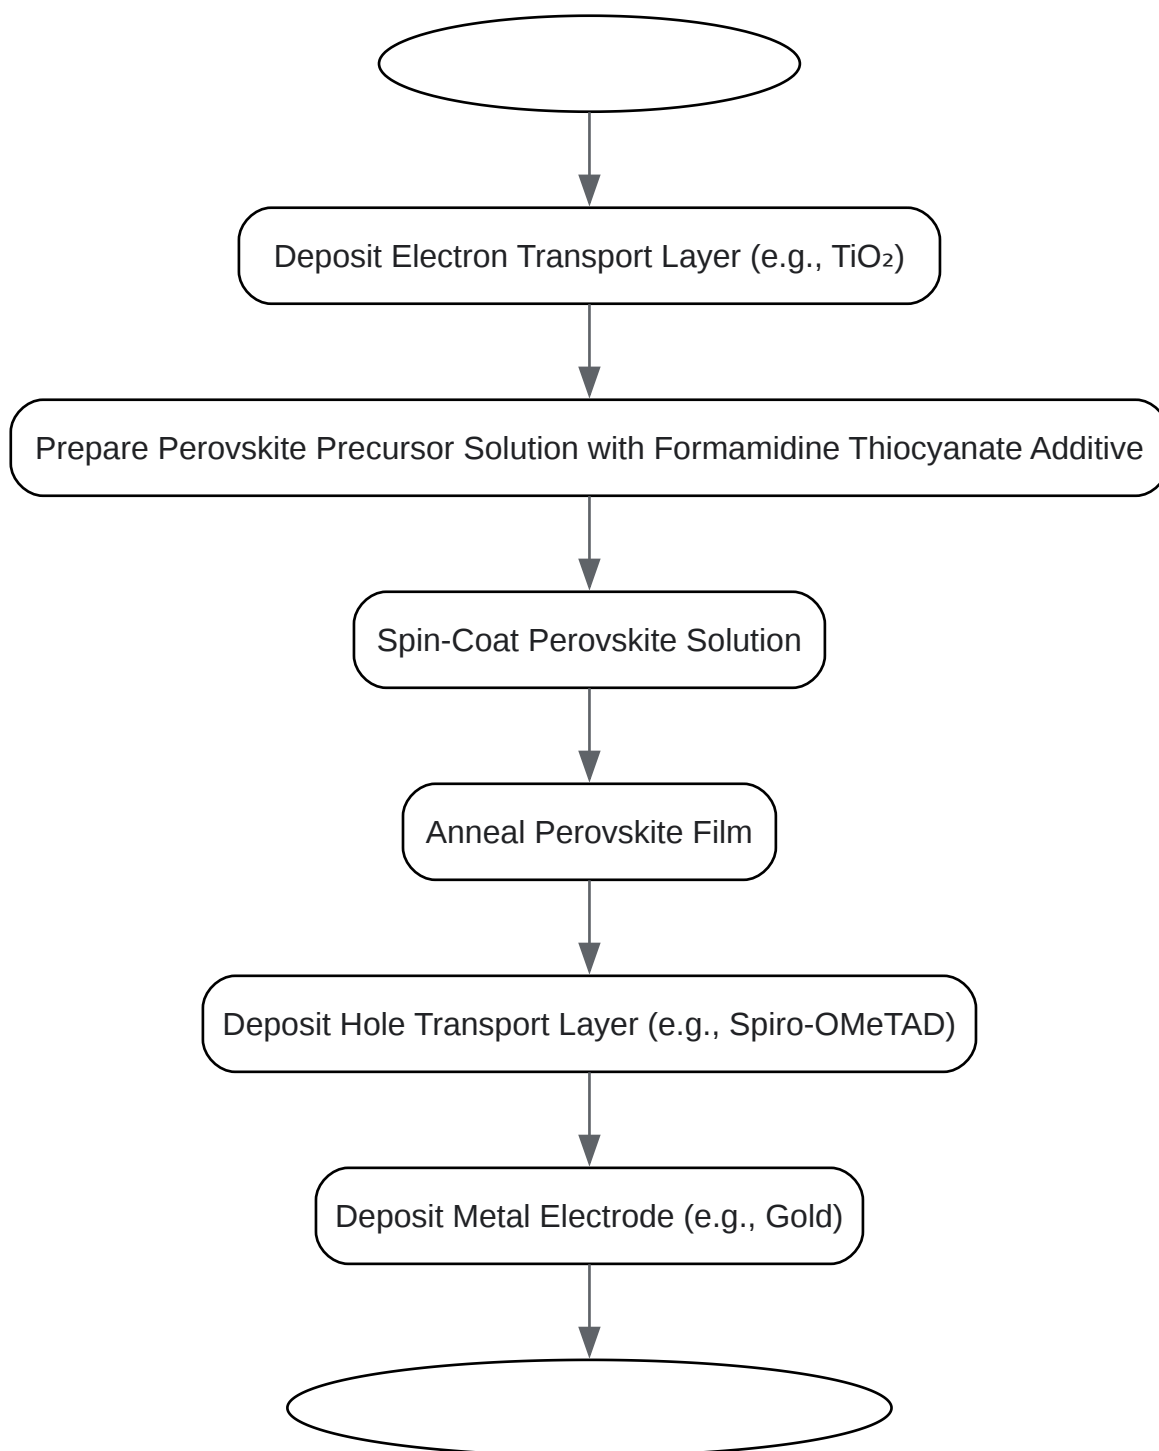 Deposit Electron Transport Layer (e.g., TiO₂)
Prepare Perovskite Precursor Solution with Formamidine Thiocyanate Additive
Spin-Coat Perovskite Solution
Anneal Perovskite Film
Deposit Hole Transport Layer (e.g., Spiro-OMeTAD)
Deposit Metal Electrode (e.g., Gold)